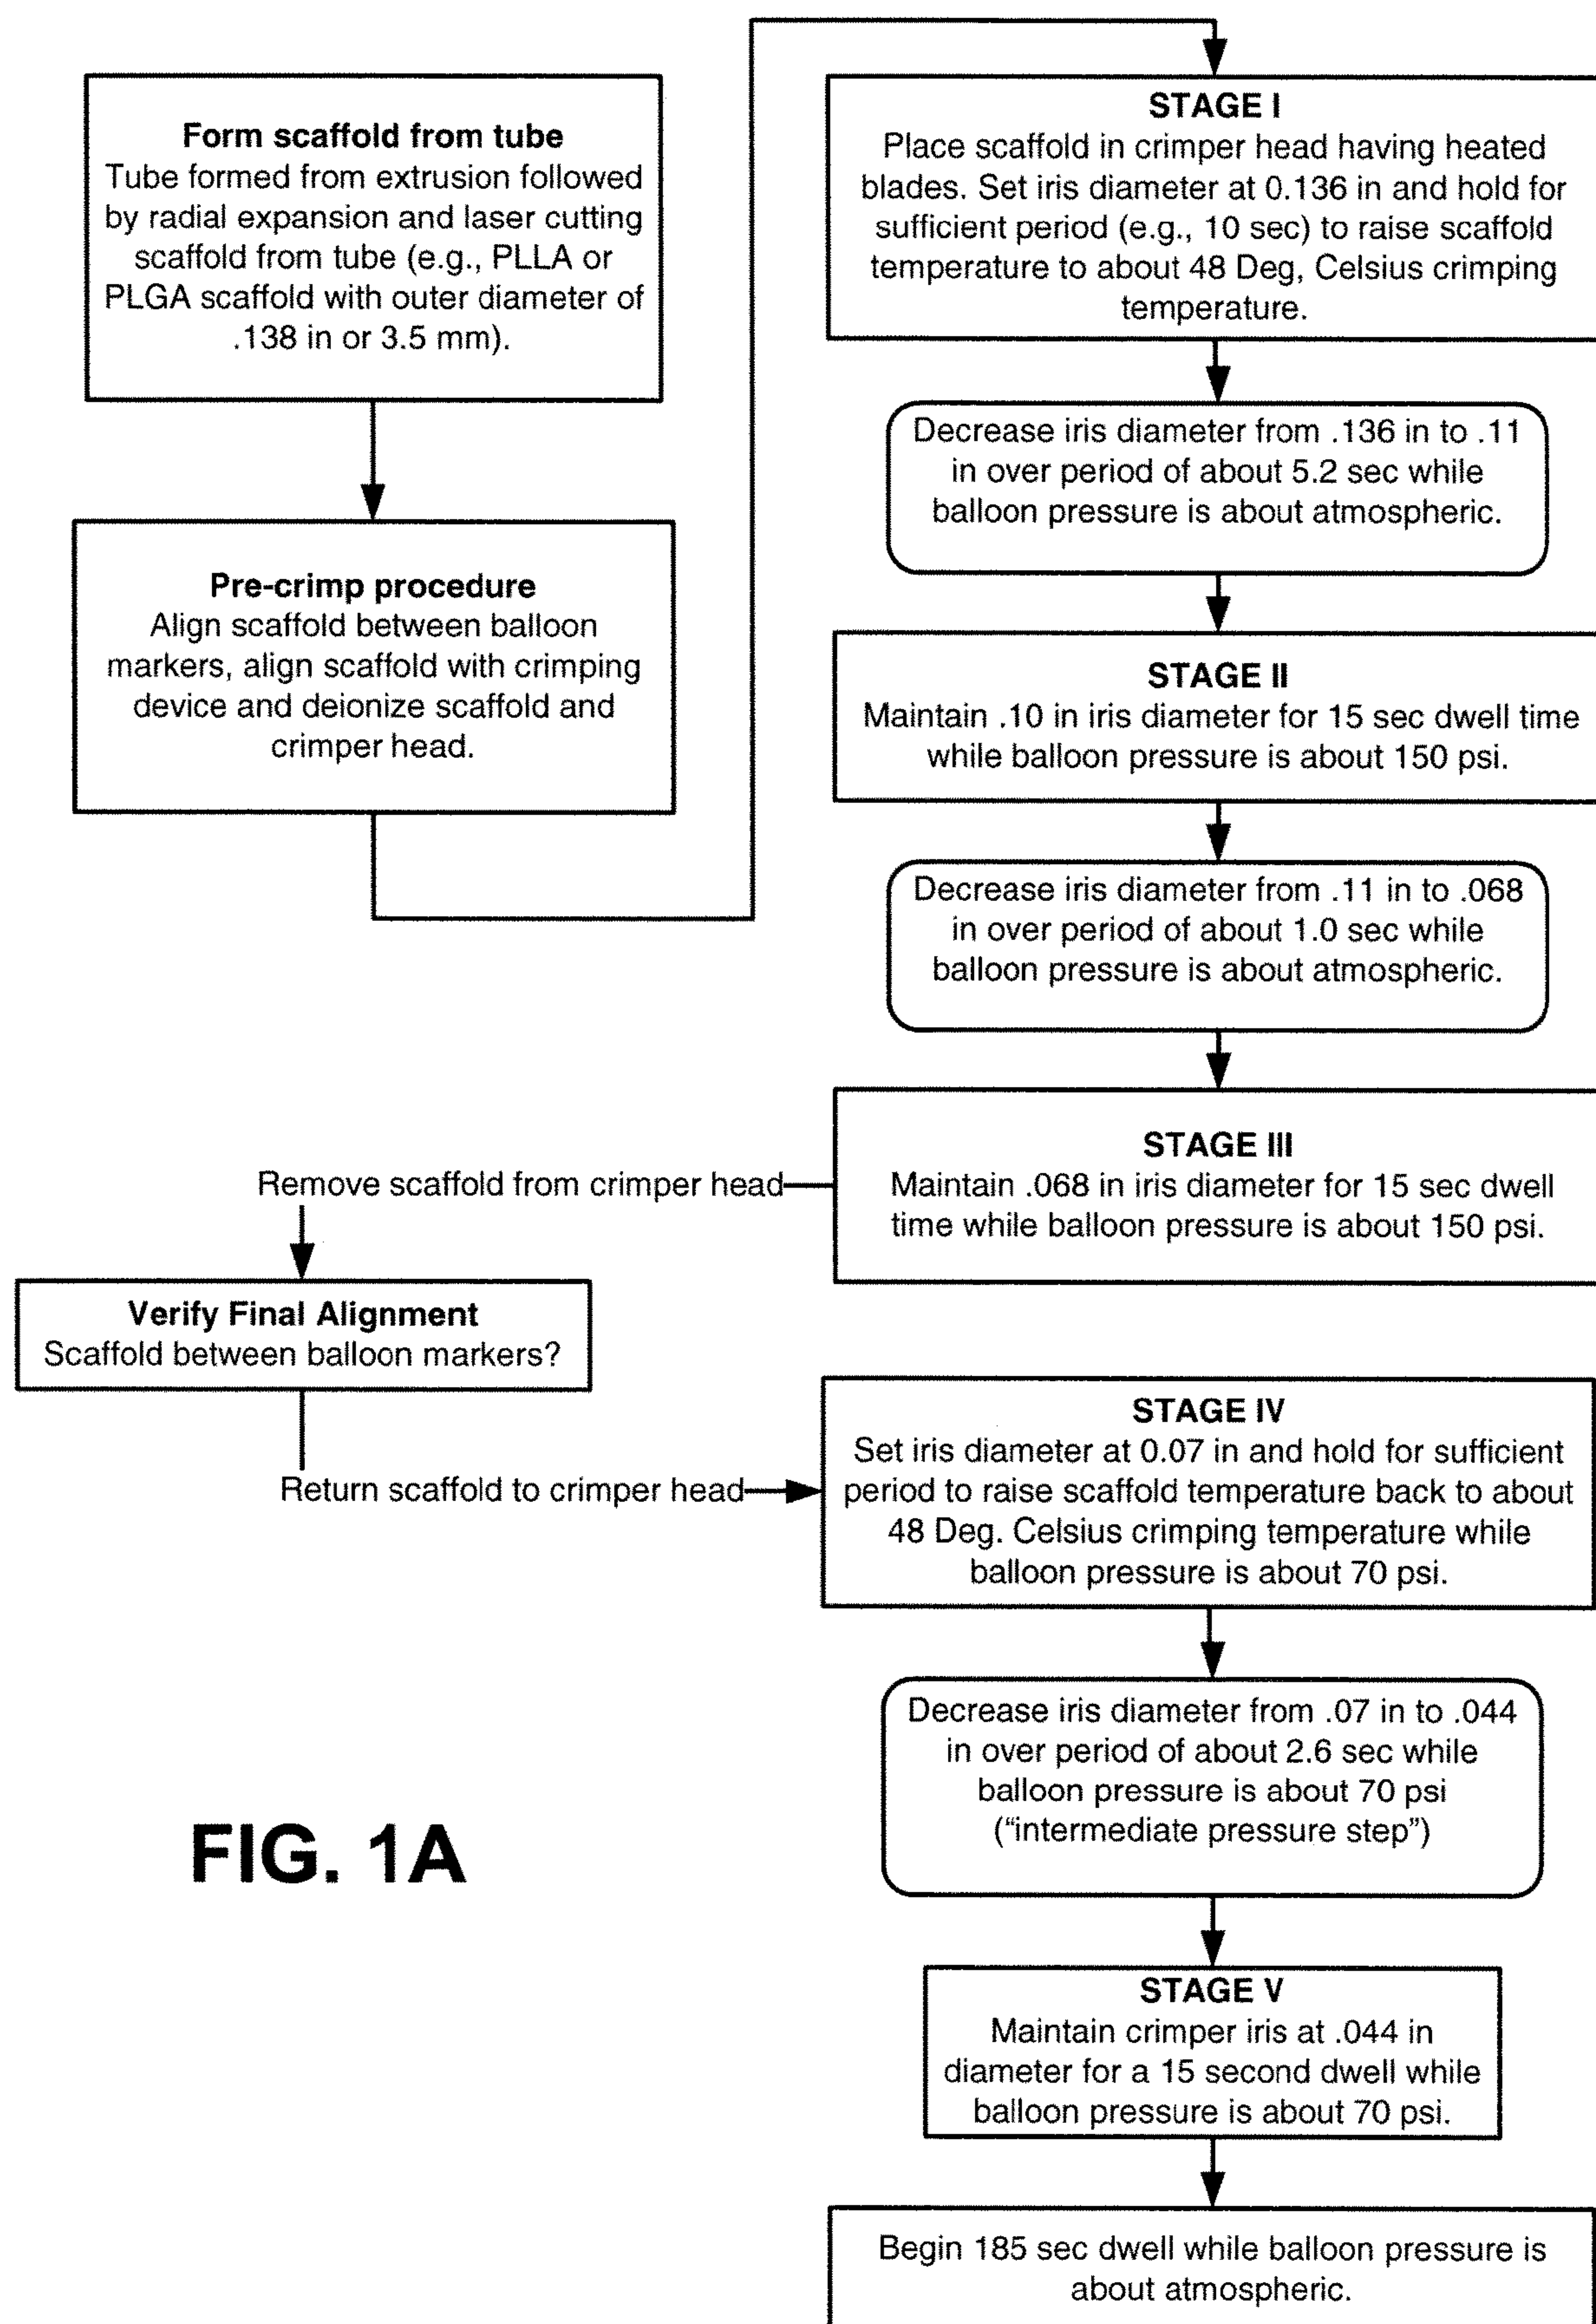 Form scaffold from tube
Tube formed from extrusion followed
by radial expansion and laser cutting
scaffold from tube (e.g., PLLA or
PLGA scaffold with outer diameter of
.138 in or 3.5 mm).
Pre-crimp procedure
Align scaffold between balloon
markers, align scaffold with crimping
device and deionize scaffold and
crimper head.
STAGE I
Place scaffold in crimper head having heated
blades. Set iris diameter at 0.136 in and hold for
sufficient period (e.g., 10 sec) to raise scaffold
temperature to about 48 Deg, Celsius crimping
temperature.
Decrease iris diameter from .136 in to .11
in over period of about 5.2 sec while
balloon pressure is about atmospheric.
STAGE II
Maintain .10 in iris diameter for 15 sec dwell time
while balloon pressure is about 150 psi.
Decrease iris diameter from .11 in to .068
in over period of about 1.0 sec while
balloon pressure is about atmospheric.
STAGE III
Maintain .068 in iris diameter for 15 sec dwell
time while balloon pressure is about 150 psi.
Remove scaffold from crimper head
Verify Final Alignment
Scaffold between balloon markers?
Return scaffold to crimper head
STAGE IV
Set iris diameter at 0.07 in and hold for sufficient
period to raise scaffold temperature back to about
48 Deg. Celsius crimping temperature while
balloon pressure is about 70 psi.
Decrease iris diameter from .07 in to .044
in over period of about 2.6 sec while
balloon pressure is about 70 psi
(“intermediate pressure step”)
STAGE V
Maintain crimper iris at .044 in
diameter for a 15 second dwell while
balloon pressure is about 70 psi.
Begin 185 sec dwell while balloon pressure is
about atmospheric.
FIG. 1A